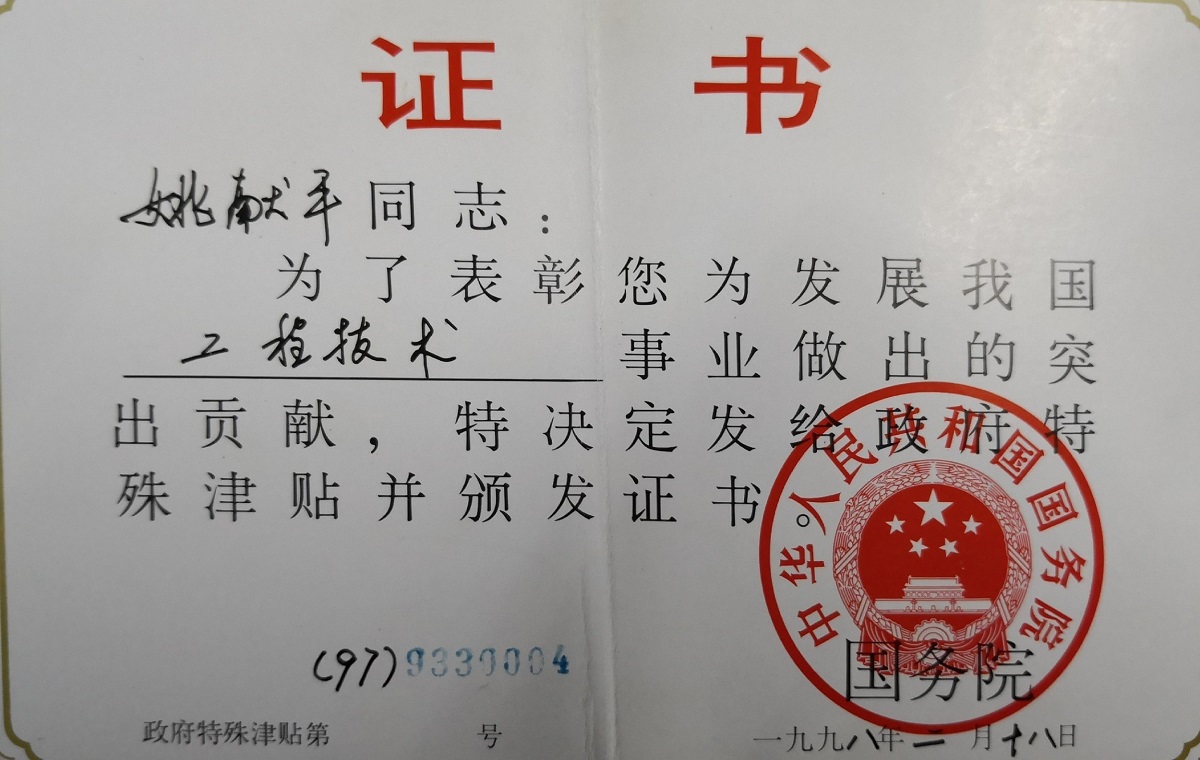 证书
姚献平同志：
为了表彰您为发展我国
工程技术事业做出的突
出贡献，特决定发给政府特
殊津贴并颁发证书。
中华人民共和国国务院
国务院
(97)9330004
政府特殊津贴第 号
一九九八年二月十八日